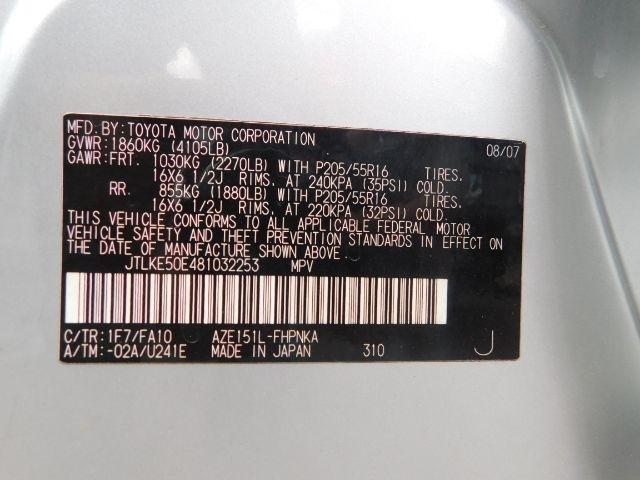 MFD.BY:TOYOTA MOTOR CORPORATION 08/07
GVWR:1860KG (4105LB)
GAWR:FRT. 1030KG (2270LB) WITH P205/55R16 TIRES.
16X6 1/2J RIMS, AT 240KPA (35PSI) COLD.
RR. 855KG (1880LB) WITH P205/55R16 TIRES.
16X6 1/2J RIMS, AT 220KPA (32PSI) COLD.
THIS VEHICLE CONFORMS TO ALL APPLICABLE FEDERAL MOTOR
VEHICLE SAFETY AND THEFT PREVENTION STANDARDS IN EFFECT ON
THE DATE OF MANUFACTURE SHOWN ABOVE.
JTLKE50E481032253 MPV
C/TR:1F7/FA10 AZE151L-FHPNKA
A/TM:-02A/U241E MADE IN JAPAN 310 J